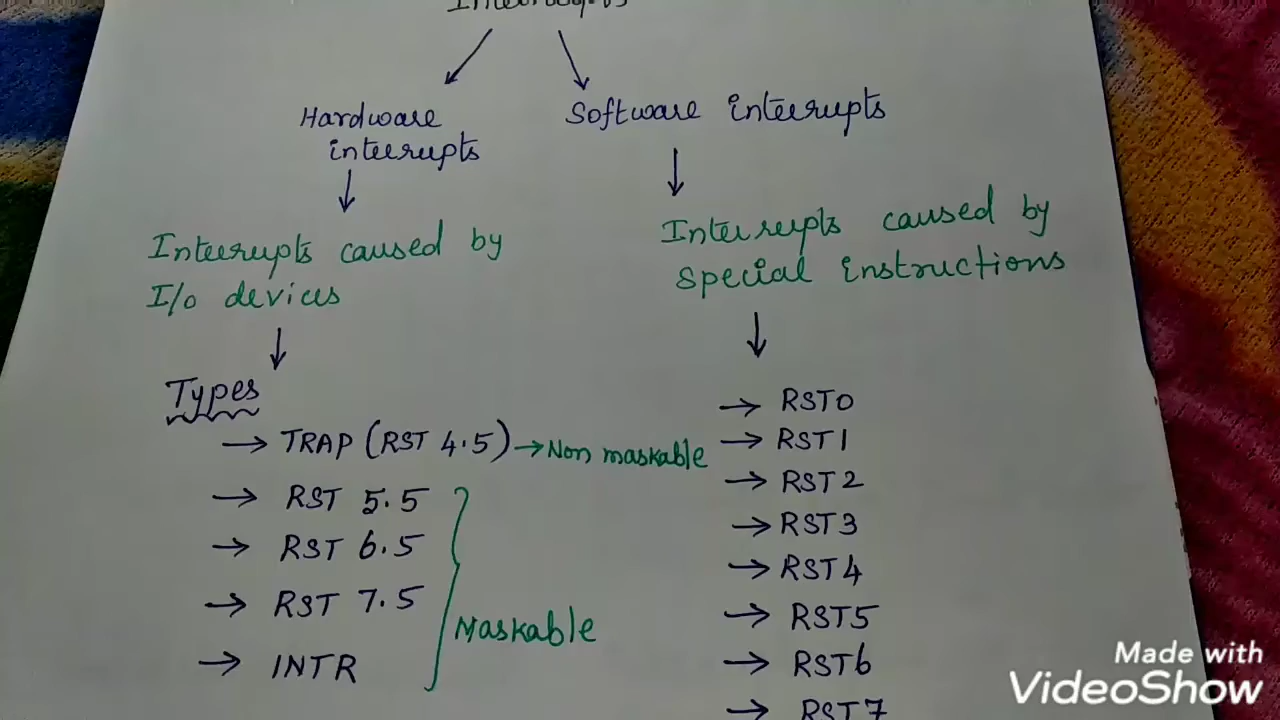 Interrupts
Hardware
interrupts
Software interrupts
Interrupts caused by
I/o devices
Interrupts caused by
special instructions
Types
→ TRAP (RST 4.5) → Non maskable
→ RST 5.5
→ RST 6.5
→ RST 7.5
→ INTR
Maskable
→ RST0
→ RST1
→ RST2
→ RST3
→ RST4
→ RST5
→ RST6
→ RST7
Made with
VideoShow